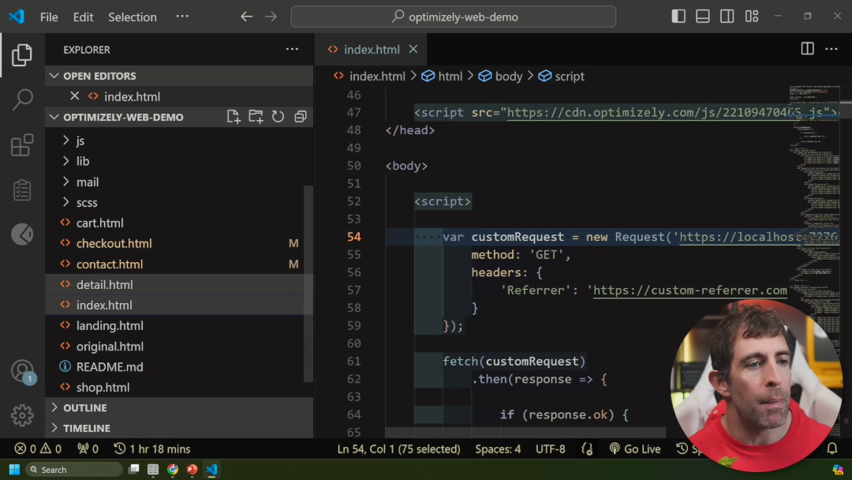 File Edit Selection ··· optimizely-web-demo
EXPLORER ···
OPEN EDITORS
index.html
OPTIMIZELY-WEB-DEMO
js
lib
mail
scss
cart.html
checkout.html M
contact.html M
detail.html
index.html
landing.html
original.html
README.md
shop.html
OUTLINE
TIMELINE
index.html
index.html > html > body > script
46
47 <script src="https://cdn.optimizely.com/js/22109470465.js">
48 </head>
49
50 <body>
51
52 <script>
53
54 var customRequest = new Request('https://localhost:7276
55 method: 'GET',
56 headers: {
57 'Referrer': 'https://custom-referrer.com
58 }
59 });
60
61 fetch(customRequest)
62 .then(response => {
63
64 if (response.ok) {
65
0 0 0 1 hr 18 mins Ln 54, Col 1 (75 selected) Spaces: 4 UTF-8 {} Go Live
Search